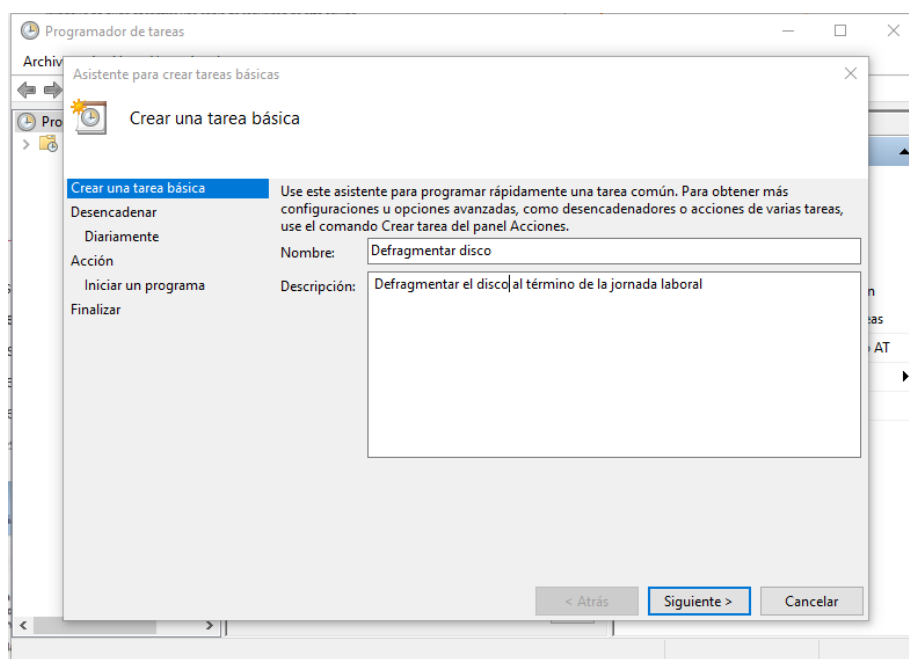 Programador de tareas
Archiv
Asistente para crear tareas básicas
Pro
Crear una tarea básica
Crear una tarea básica
Desencadenar
Diariamente
Acción
Iniciar un programa
Finalizar
Use este asistente para programar rápidamente una tarea común. Para obtener más
configuraciones u opciones avanzadas, como desencadenadores o acciones de varias tareas,
use el comando Crear tarea del panel Acciones.
Nombre: Defragmentar disco
Descripción: Defragmentar el disco al término de la jornada laboral
n
eas
AT
< Atrás Siguiente > Cancelar